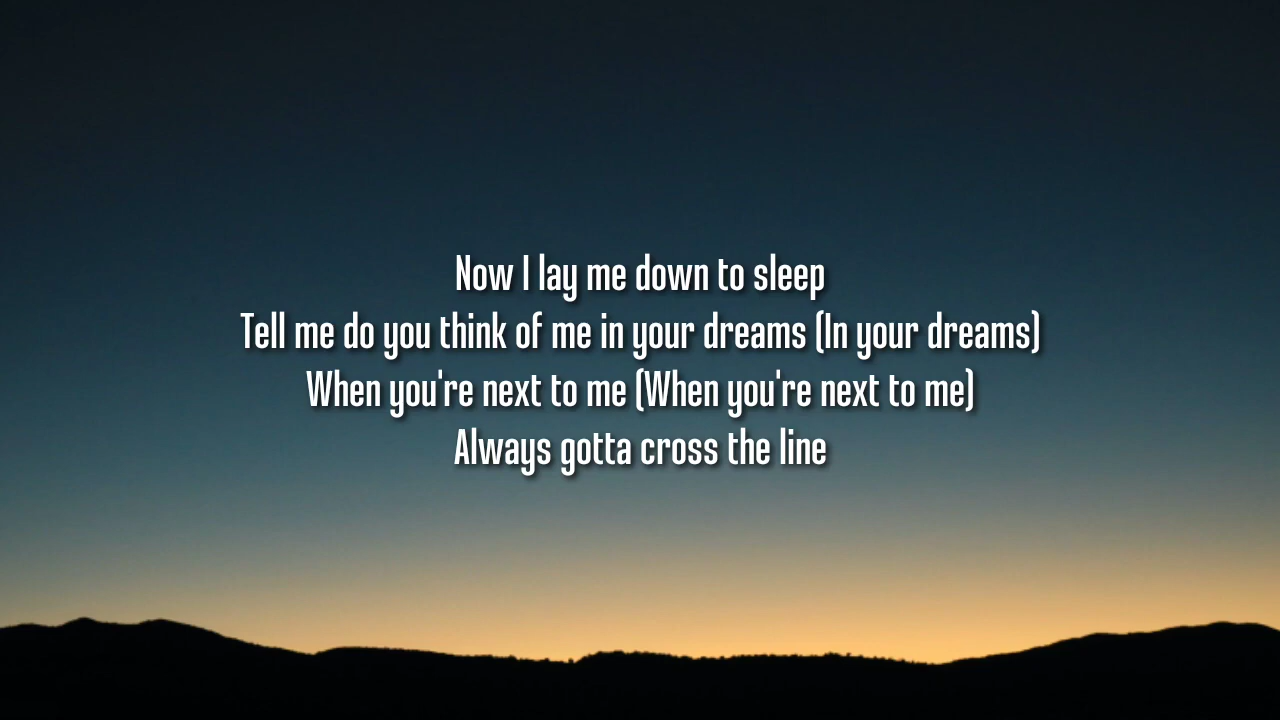 Now I lay me down to sleep
Tell me do you think of me in your dreams (In your dreams)
When you're next to me (When you're next to me)
Always gotta cross the line